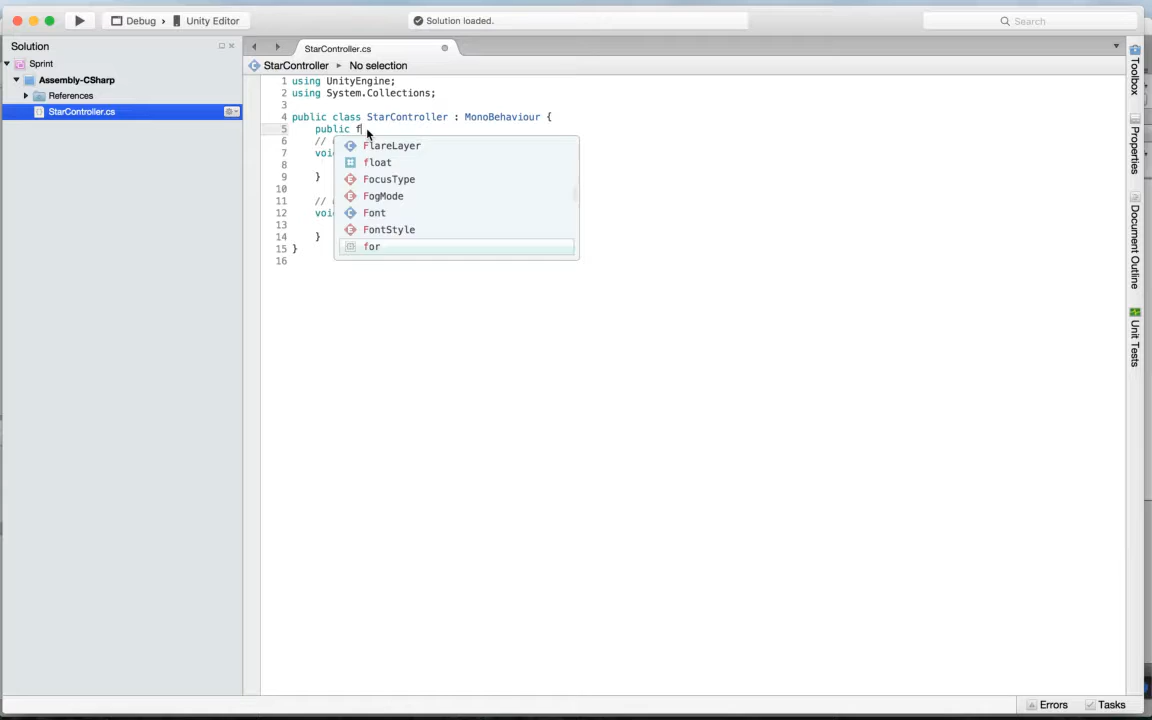 Debug › Unity Editor
Solution loaded.
Search
Solution
StarController.cs
Sprint
Assembly-CSharp
References
StarController.cs
StarController ▸ No selection
1 using UnityEngine;
2 using System.Collections;
3
4 public class StarController : MonoBehaviour {
5 public f
6 //
7 voi
8
9 }
10
11 //
12 voi
13
14 }
15 }
16
FlareLayer
float
FocusType
FogMode
Font
FontStyle
for
Toolbox
Properties
Document Outline
Unit Tests
Errors
Tasks